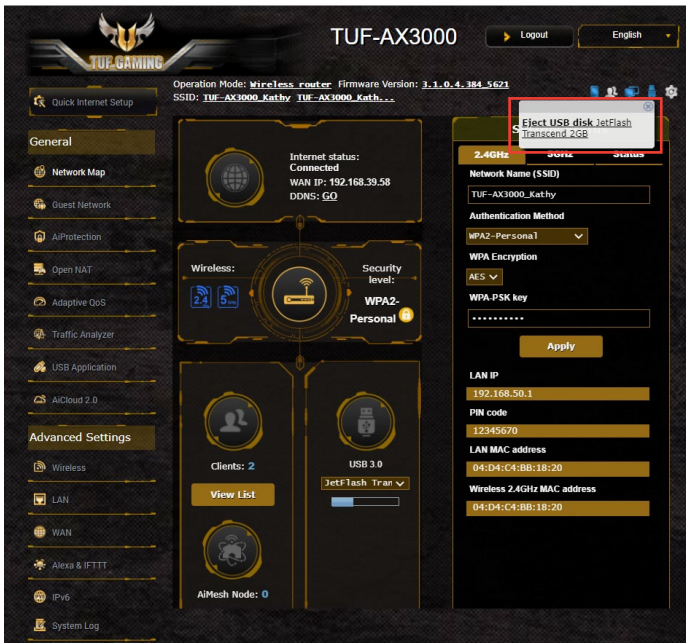 TUF GAMING
TUF-AX3000
Logout
English
Operation Mode: Wireless router Firmware Version: 3.1.0.4.384_5621
SSID: TUF-AX3000_Kathy TUF-AX3000_Kath...
Quick Internet Setup
General
Network Map
Guest Network
AiProtection
Open NAT
Adaptive QoS
Traffic Analyzer
USB Application
AiCloud 2.0
Advanced Settings
Wireless
LAN
WAN
Alexa & IFTTT
IPv6
System Log
Internet status:
Connected
WAN IP: 192.168.39.58
DDNS: GO
Wireless:
2.4
5
Security
level:
WPA2-
Personal
Clients: 2
View List
USB 3.0
JetFlash Tran
AiMesh Node: 0
Eject USB disk JetFlash
Transcend 2GB
2.4GHz
5GHz
Status
Network Name (SSID)
TUF-AX3000_Kathy
Authentication Method
WPA2-Personal
WPA Encryption
AES
WPA-PSK key
Apply
LAN IP
192.168.50.1
PIN code
12345670
LAN MAC address
04:D4:C4:BB:18:20
Wireless 2.4GHz MAC address
04:D4:C4:BB:18:20